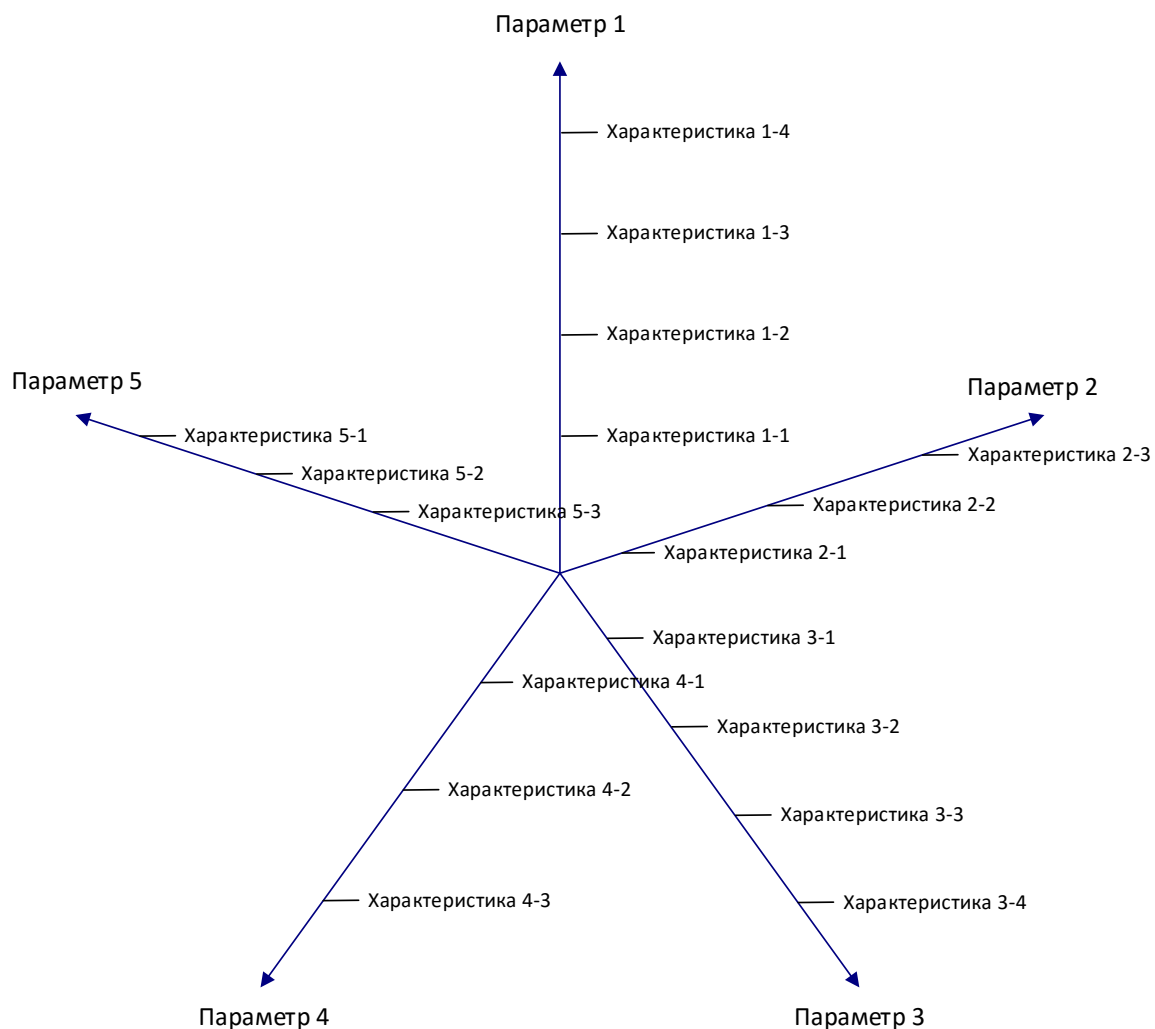 Параметр 1
Характеристика 1-4
Характеристика 1-3
Характеристика 1-2
Параметр 5
Параметр 2
Характеристика 5-1
Характеристика 1-1
Характеристика 2-3
Характеристика 5-2
Характеристика 2-2
Характеристика 5-3
Характеристика 2-1
Характеристика 3-1
Характеристика 4-1
Характеристика 3-2
Характеристика 4-2
Характеристика 3-3
Характеристика 4-3
Характеристика 3-4
Параметр 4
Параметр 3